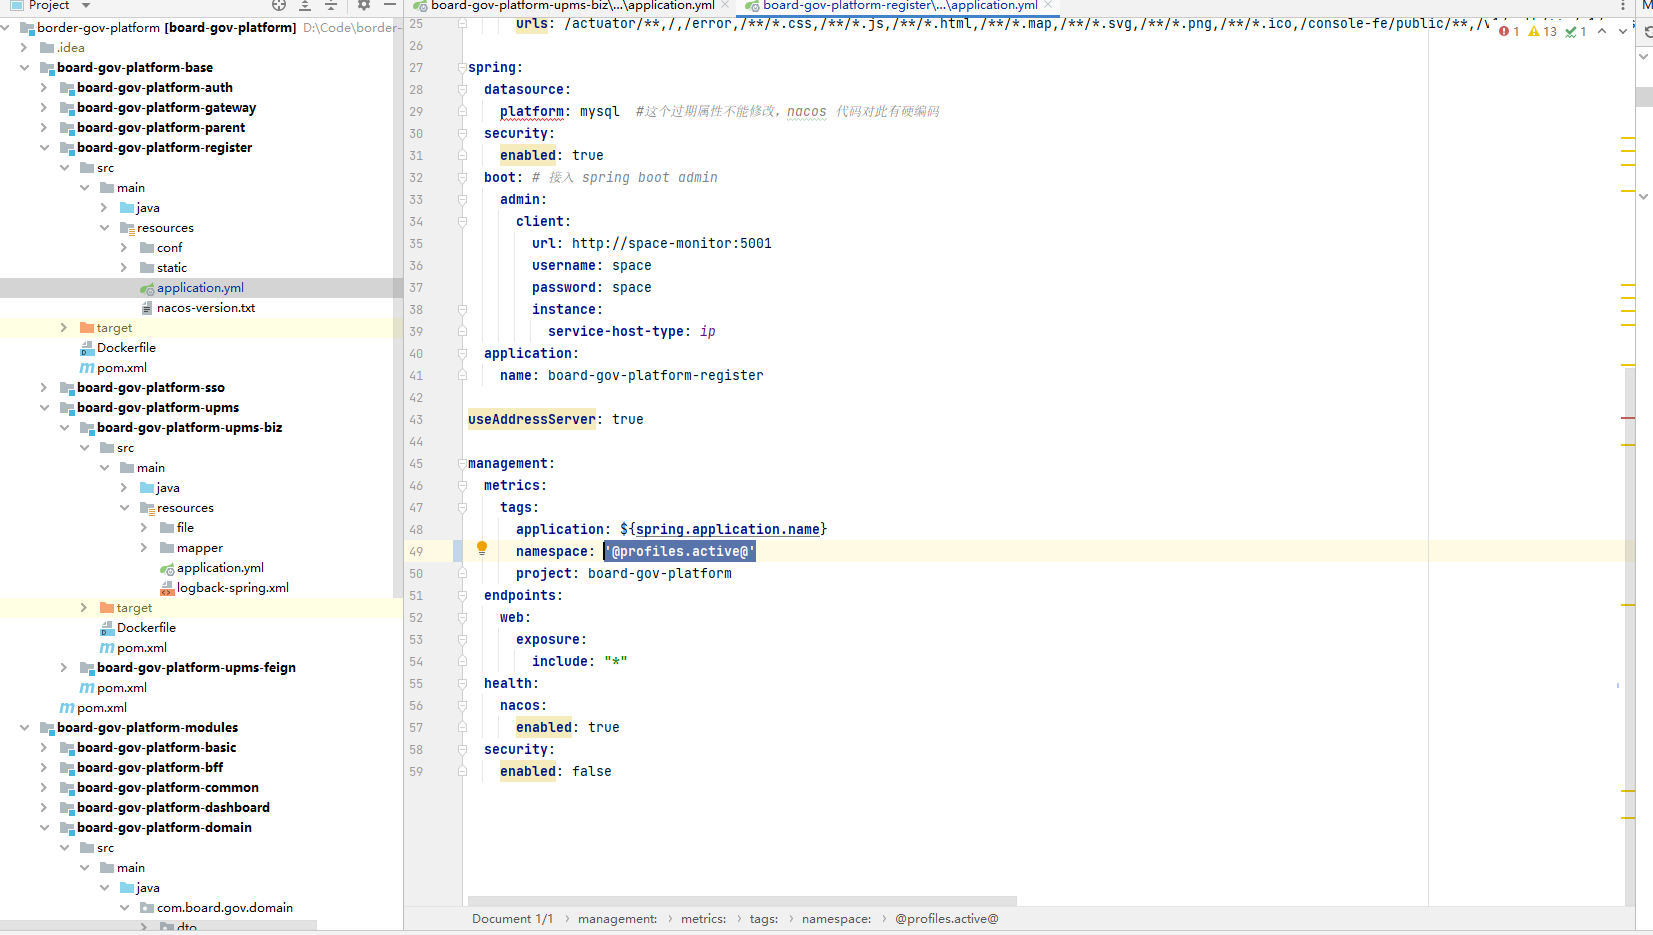 Project
border-gov-platform [board-gov-platform] D:\Code\border-
.idea
board-gov-platform-base
board-gov-platform-auth
board-gov-platform-gateway
board-gov-platform-parent
board-gov-platform-register
src
main
java
resources
conf
static
application.yml
nacos-version.txt
target
Dockerfile
pom.xml
board-gov-platform-sso
board-gov-platform-upms
board-gov-platform-upms-biz
src
main
java
resources
file
mapper
application.yml
logback-spring.xml
target
Dockerfile
pom.xml
board-gov-platform-upms-feign
pom.xml
pom.xml
board-gov-platform-modules
board-gov-platform-basic
board-gov-platform-bff
board-gov-platform-common
board-gov-platform-dashboard
board-gov-platform-domain
src
main
java
com.board.gov.domain
dto
board-gov-platform-upms-biz\...\application.yml
board-gov-platform-register\...\application.yml
1 13 1
25 urls: /actuator/**,/,/error,/**/*.css,/**/*.js,/**/*.html,/**/*.map,/**/*.svg,/**/*.png,/**/*.ico,/console-fe/public/**,
26
27 spring:
28 datasource:
29 platform: mysql #这个过期属性不能修改，nacos 代码对此有硬编码
30 security:
31 enabled: true
32 boot: # 接入 spring boot admin
33 admin:
34 client:
35 url: http://space-monitor:5001
36 username: space
37 password: space
38 instance:
39 service-host-type: ip
40 application:
41 name: board-gov-platform-register
42
43 useAddressServer: true
44
45 management:
46 metrics:
47 tags:
48 application: ${spring.application.name}
49 namespace: '@profiles.active@'
50 project: board-gov-platform
51 endpoints:
52 web:
53 exposure:
54 include: "*"
55 health:
56 nacos:
57 enabled: true
58 security:
59 enabled: false
Document 1/1 › management: › metrics: › tags: › namespace: › @profiles.active@